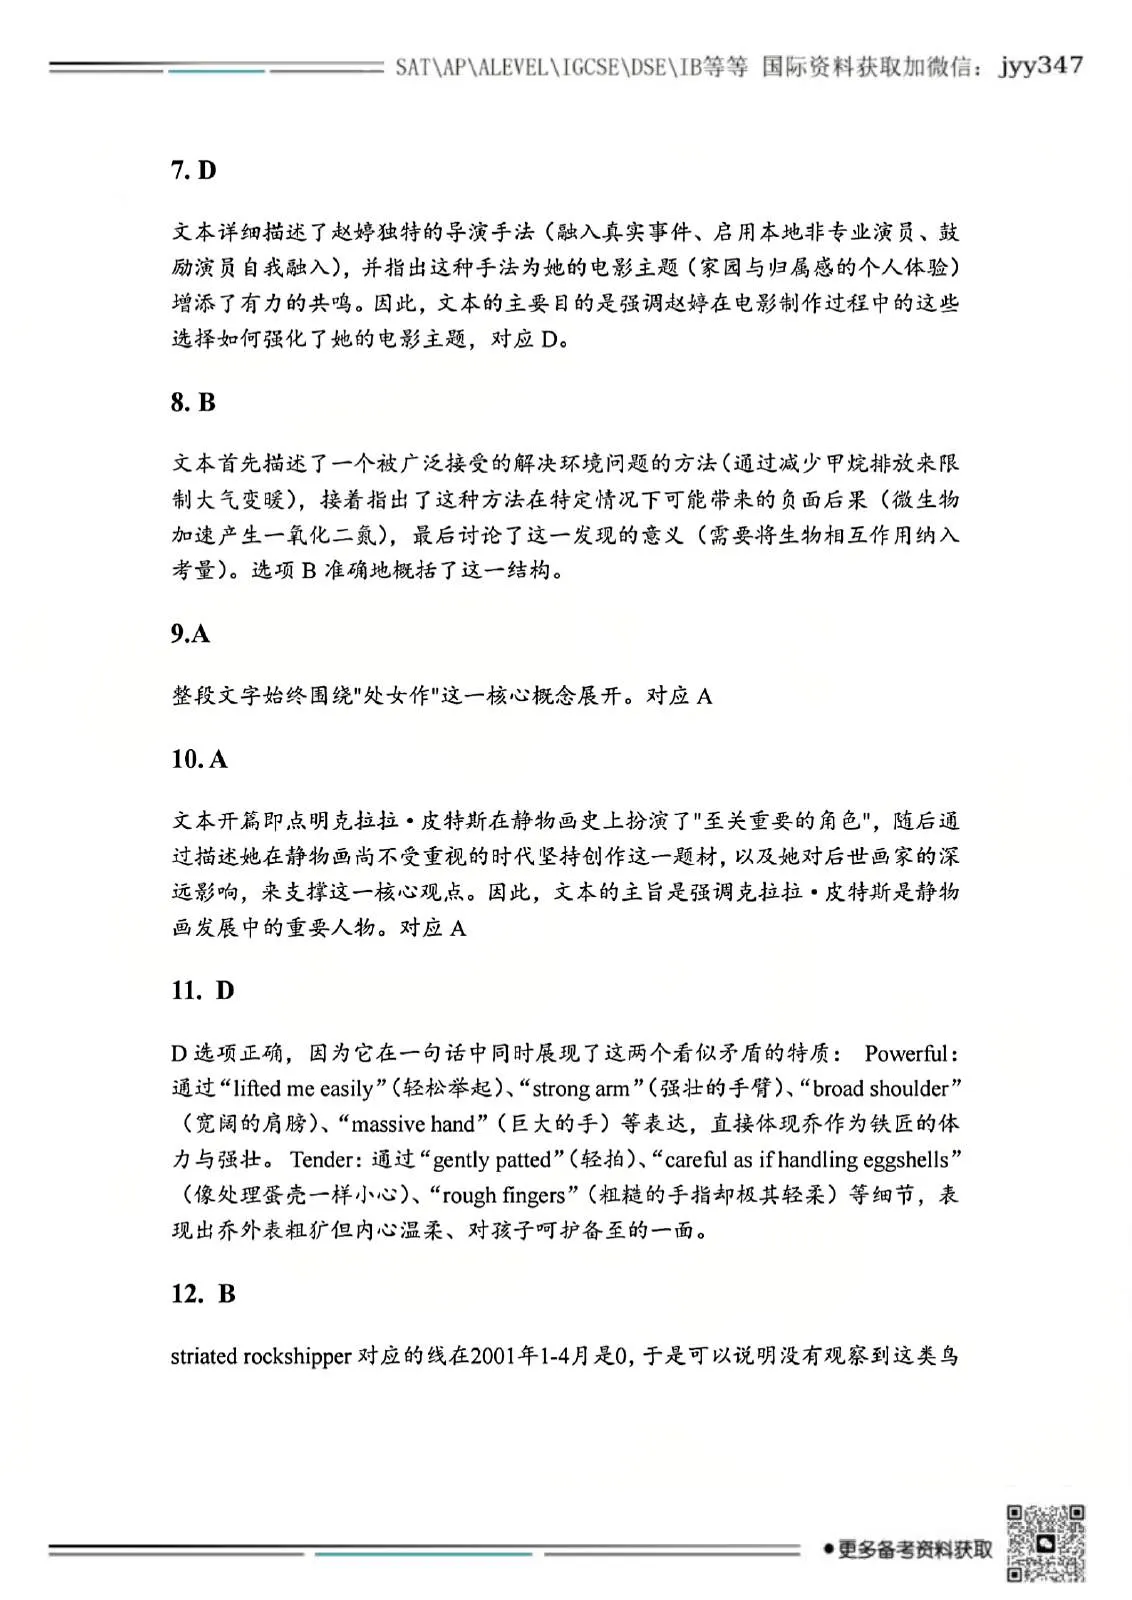 SAT\AP\ALEVEL\IGCSE\DSE\IB等等 国际资料获取加微信：jyy347
7. D
文本详细描述了赵婷独特的导演手法（融入真实事件、启用本地非专业演员、鼓
励演员自我融入），并指出这种手法为她的电影主题（家园与归属感的个人体验）
增添了有力的共鸣。因此，文本的主要目的是强调赵婷在电影制作过程中的这些
选择如何强化了她的电影主题，对应 D。
8. B
文本首先描述了一个被广泛接受的解决环境问题的方法（通过减少甲烷排放来限
制大气变暖），接着指出了这种方法在特定情况下可能带来的负面后果（微生物
加速产生一氧化二氮），最后讨论了这一发现的意义（需要将生物相互作用纳入
考量）。选项 B 准确地概括了这一结构。
9.A
整段文字始终围绕"处女作"这一核心概念展开。对应 A
10. A
文本开篇即点明克拉拉·皮特斯在静物画史上扮演了"至关重要的角色"，随后通
过描述她在静物画尚不受重视的时代坚持创作这一题材，以及她对后世画家的深
远影响，来支撑这一核心观点。因此，文本的主旨是强调克拉拉·皮特斯是静物
画发展中的重要人物。对应 A
11. D
D 选项正确，因为它在一句话中同时展现了这两个看似矛盾的特质： Powerful：
通过“lifted me easily”（轻松举起）、“strong arm”（强壮的手臂）、“broad shoulder”
（宽阔的肩膀）、“massive hand”（巨大的手）等表达，直接体现乔作为铁匠的体
力与强壮。 Tender：通过“gently patted”（轻拍）、“careful as if handling eggshells”
（像处理蛋壳一样小心）、“rough fingers”（粗糙的手指却极其轻柔）等细节，表
现出乔外表粗犷但内心温柔、对孩子呵护备至的一面。
12. B
striated rockshipper 对应的线在2001年1-4月是0，于是可以说明没有观察到这类鸟
●更多备考资料获取